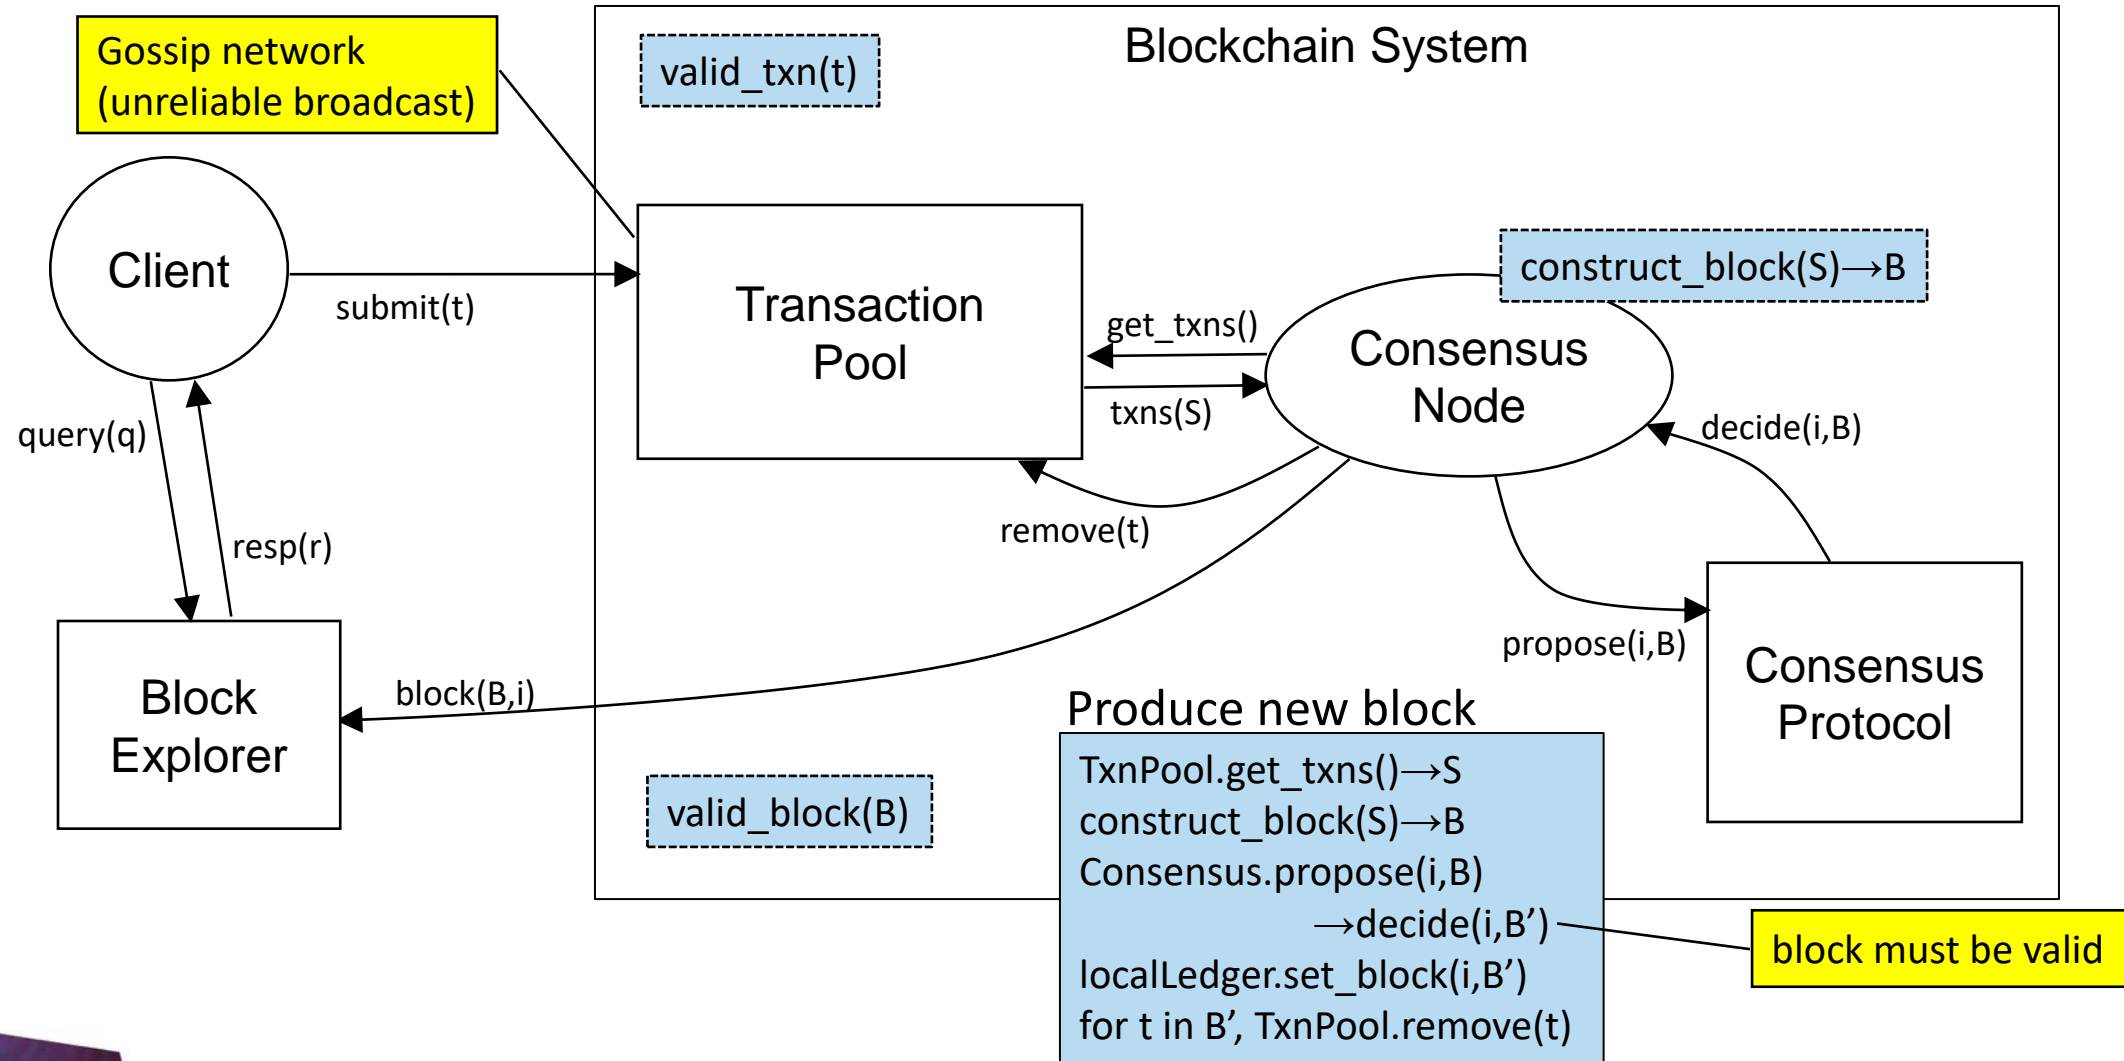 Gossip network
(unreliable broadcast)
valid_txn(t)
Blockchain System
Client
submit(t)
Transaction
Pool
get_txns()
txns(S)
construct_block(S)→B
Consensus
Node
decide(i,B)
query(q)
resp(r)
remove(t)
propose(i,B)
Consensus
Protocol
Block
Explorer
block(B,i)
valid_block(B)
Produce new block
TxnPool.get_txns()→S
construct_block(S)→B
Consensus.propose(i,B)
→decide(i,B’)
localLedger.set_block(i,B’)
for t in B’, TxnPool.remove(t)
block must be valid